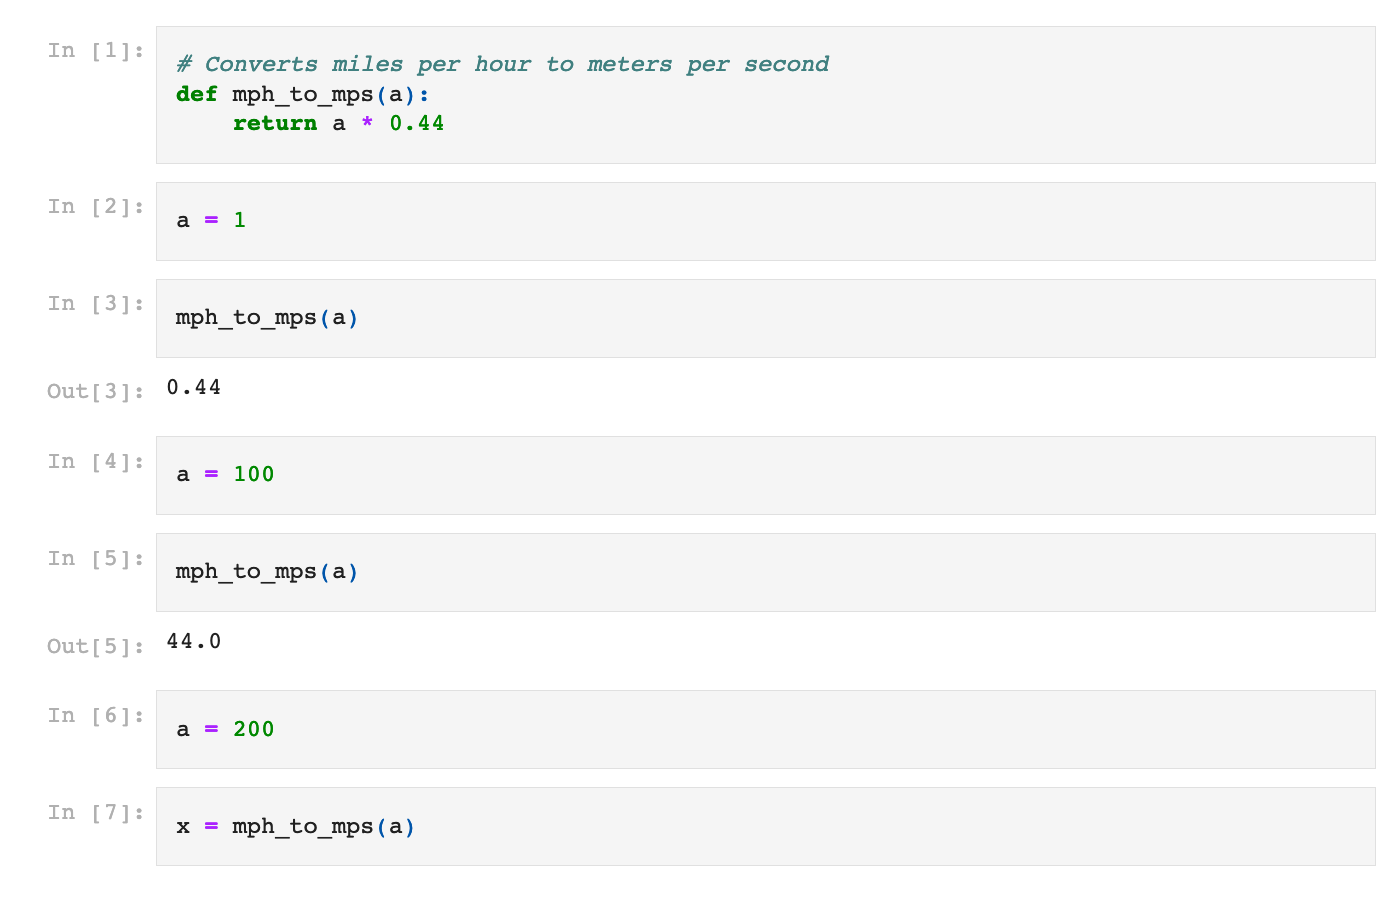 In [1]:
# Converts miles per hour to meters per second
def mph_to_mps(a):
    return a * 0.44
In [2]:
a = 1
In [3]:
mph_to_mps(a)
Out[3]:
0.44
In [4]:
a = 100
In [5]:
mph_to_mps(a)
Out[5]:
44.0
In [6]:
a = 200
In [7]:
x = mph_to_mps(a)